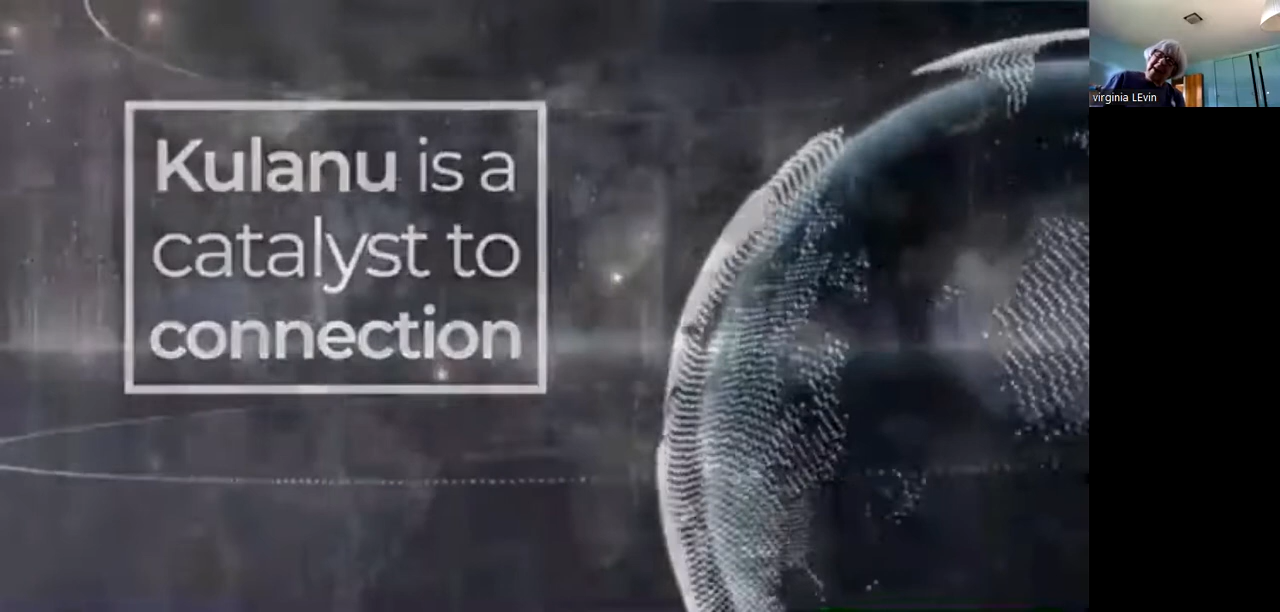 Kulanu is a
catalyst to
connection
virginia LEvin